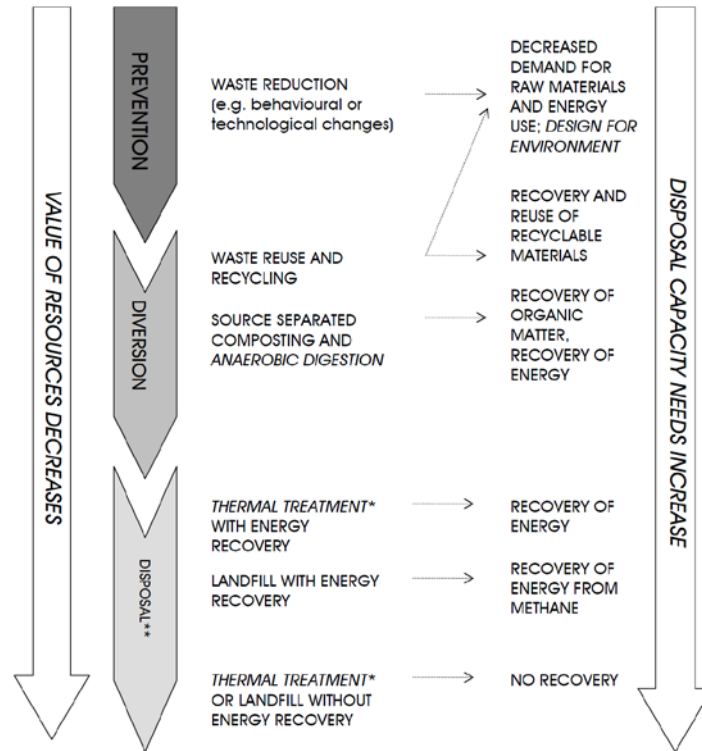 VALUE OF RESOURCES DECREASES
PREVENTION
WASTE REDUCTION
(e.g. behavioural or
technological changes)
DECREASED
DEMAND FOR
RAW MATERIALS
AND ENERGY
USE; DESIGN FOR
ENVIRONMENT
DIVERSION
WASTE REUSE AND
RECYCLING
RECOVERY AND
REUSE OF
RECYCLABLE
MATERIALS
SOURCE SEPARATED
COMPOSTING AND
ANAEROBIC DIGESTION
RECOVERY OF
ORGANIC
MATTER,
RECOVERY OF
ENERGY
DISPOSAL**
THERMAL TREATMENT*
WITH ENERGY
RECOVERY
RECOVERY OF
ENERGY
LANDFILL WITH ENERGY
RECOVERY
RECOVERY OF
ENERGY FROM
METHANE
THERMAL TREATMENT*
OR LANDFILL WITHOUT
ENERGY RECOVERY
NO RECOVERY
DISPOSAL CAPACITY NEEDS INCREASE